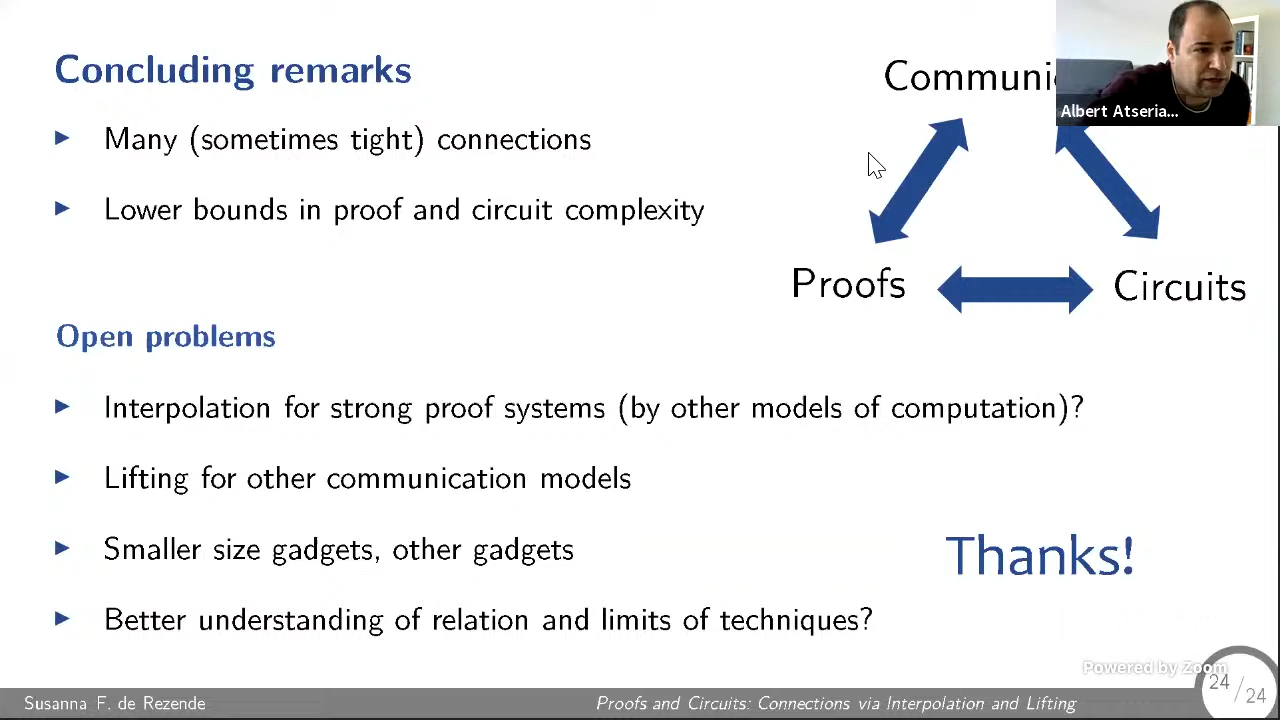 Concluding remarks
Many (sometimes tight) connections
Lower bounds in proof and circuit complexity
Communi
Albert Atseria...
Proofs
Circuits
Open problems
Interpolation for strong proof systems (by other models of computation)?
Lifting for other communication models
Smaller size gadgets, other gadgets
Better understanding of relation and limits of techniques?
Thanks!
Powered by Zoom
Susanna F. de Rezende
Proofs and Circuits: Connections via Interpolation and Lifting
24/24